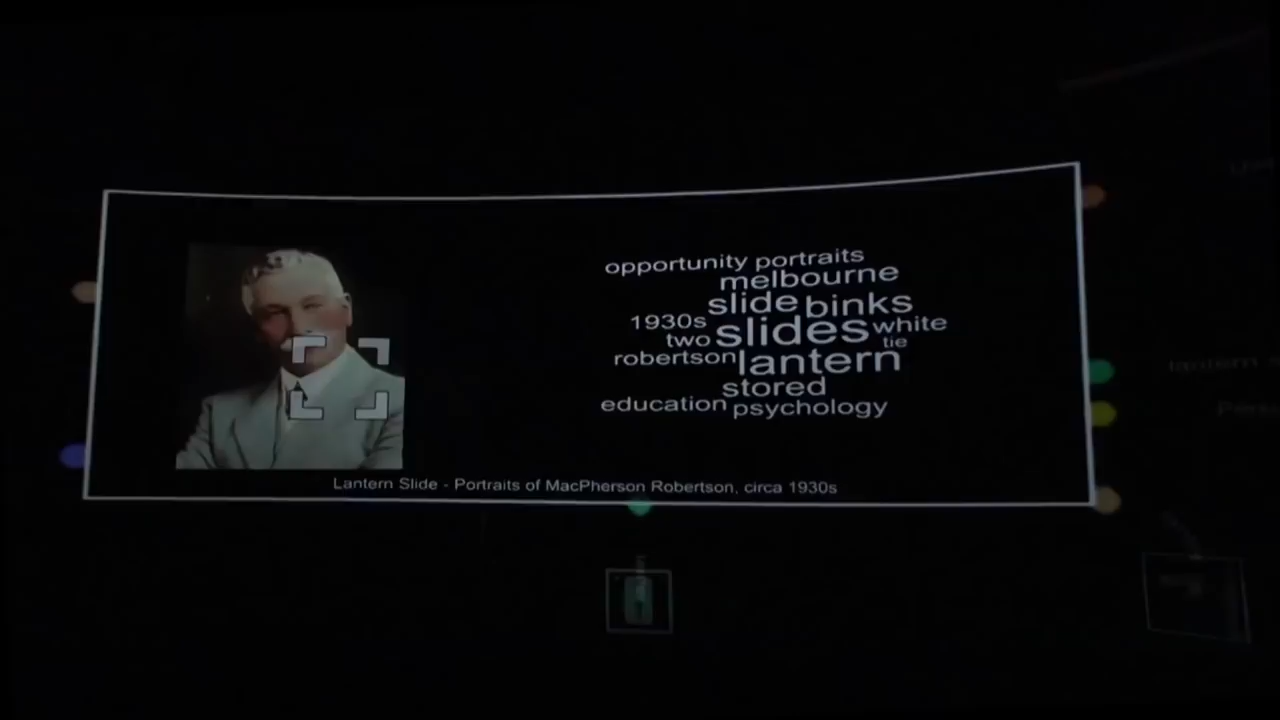 opportunity portraits
melbourne
slide binks
1930s slides white
two tie
robertson lantern
stored
education psychology
Lantern Slide - Portraits of MacPherson Robertson, circa 1930s